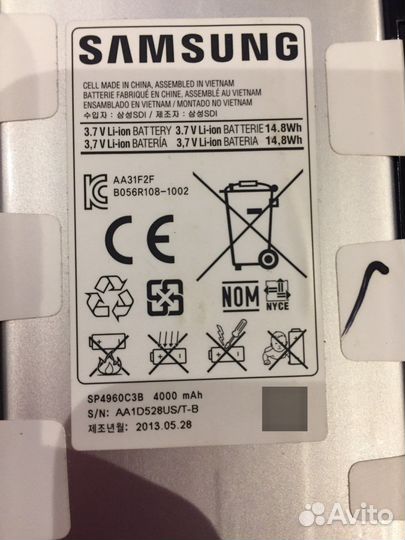 SAMSUNG
CELL MADE IN CHINA, ASSEMBLED IN VIETNAM
BATTERIE FABRIQUÉ EN CHINE, ASSEMBLÉ EN VIETNAM
ENSAMBLADO EN VIETNAM / MONTADO NO VIETNAM
수입자 : 삼성SDI / 제조자 : 삼성SDI
3.7 V Li-ion BATTERY 3.7 V Li-ion BATTERIE 14.8Wh
3,7 V Li-ion BATERIA 3,7 V Li-ion BATERIA 14,8Wh
AA31F2F
B056R108-1002
CE
NOM
NYCE
SP4960C3B 4000 mAh
S/N: AA1D528US/T-B
제조년월 : 2013.05.28
Avito